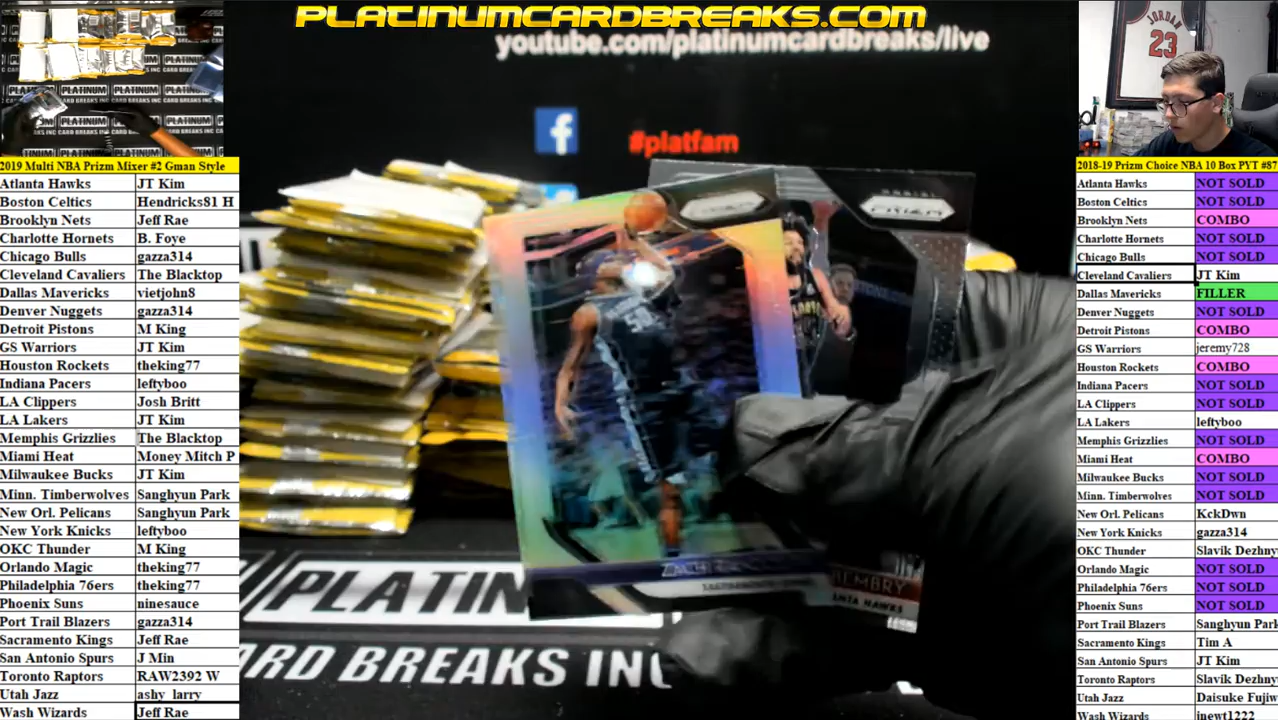 PLATINUMCARDBREAKS.COM
youtube.com/platinumcardbreaks/live
#platfam
JORDAN
23
2019 Multi NBA Prizm Mixer #2 Gman Style
Atlanta Hawks JT Kim
Boston Celtics Hendricks81 H
Brooklyn Nets Jeff Rae
Charlotte Hornets B. Foye
Chicago Bulls gazza314
Cleveland Cavaliers The Blacktop
Dallas Mavericks vietjohn8
Denver Nuggets gazza314
Detroit Pistons M King
GS Warriors JT Kim
Houston Rockets theking77
Indiana Pacers leftyboo
LA Clippers Josh Britt
LA Lakers JT Kim
Memphis Grizzlies The Blacktop
Miami Heat Money Mitch P
Milwaukee Bucks JT Kim
Minn. Timberwolves Sanghyun Park
New Orl. Pelicans Sanghyun Park
New York Knicks leftyboo
OKC Thunder M King
Orlando Magic theking77
Philadelphia 76ers theking77
Phoenix Suns ninesauce
Port Trail Blazers gazza314
Sacramento Kings Jeff Rae
San Antonio Spurs J Min
Toronto Raptors RAW2392 W
Utah Jazz ashy_larry
Wash Wizards Jeff Rae
2018-19 Prizm Choice NBA 10 Box PYT #87
Atlanta Hawks NOT SOLD
Boston Celtics NOT SOLD
Brooklyn Nets COMBO
Charlotte Hornets NOT SOLD
Chicago Bulls NOT SOLD
Cleveland Cavaliers JT Kim
Dallas Mavericks FILLER
Denver Nuggets NOT SOLD
Detroit Pistons COMBO
GS Warriors jeremy728
Houston Rockets COMBO
Indiana Pacers NOT SOLD
LA Clippers NOT SOLD
LA Lakers leftyboo
Memphis Grizzlies NOT SOLD
Miami Heat COMBO
Milwaukee Bucks NOT SOLD
Minn. Timberwolves NOT SOLD
New Orl. Pelicans KckDwn
New York Knicks gazza314
OKC Thunder Slavik Dezhny
Orlando Magic NOT SOLD
Philadelphia 76ers NOT SOLD
Phoenix Suns NOT SOLD
Port Trail Blazers Sanghyun Park
Sacramento Kings Tim A
San Antonio Spurs JT Kim
Toronto Raptors Slavik Dezhny
Utah Jazz Daisuke Fujiw
Wash Wizards inewt1222
PRIZM
HEMBRY
HAWKS
PLATINUM
CARD BREAKS INC